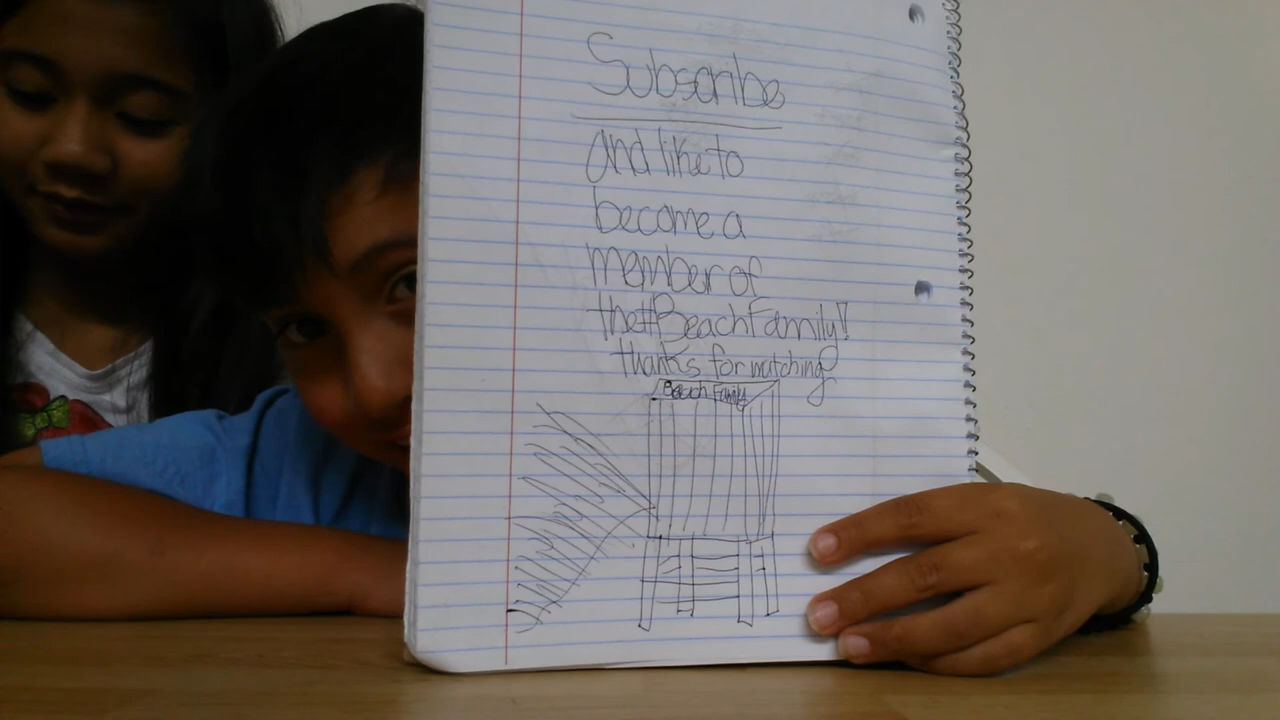 Subscribe
and like to
become a
member of
the#BeachFamily!
thanks for watching
Beach Family